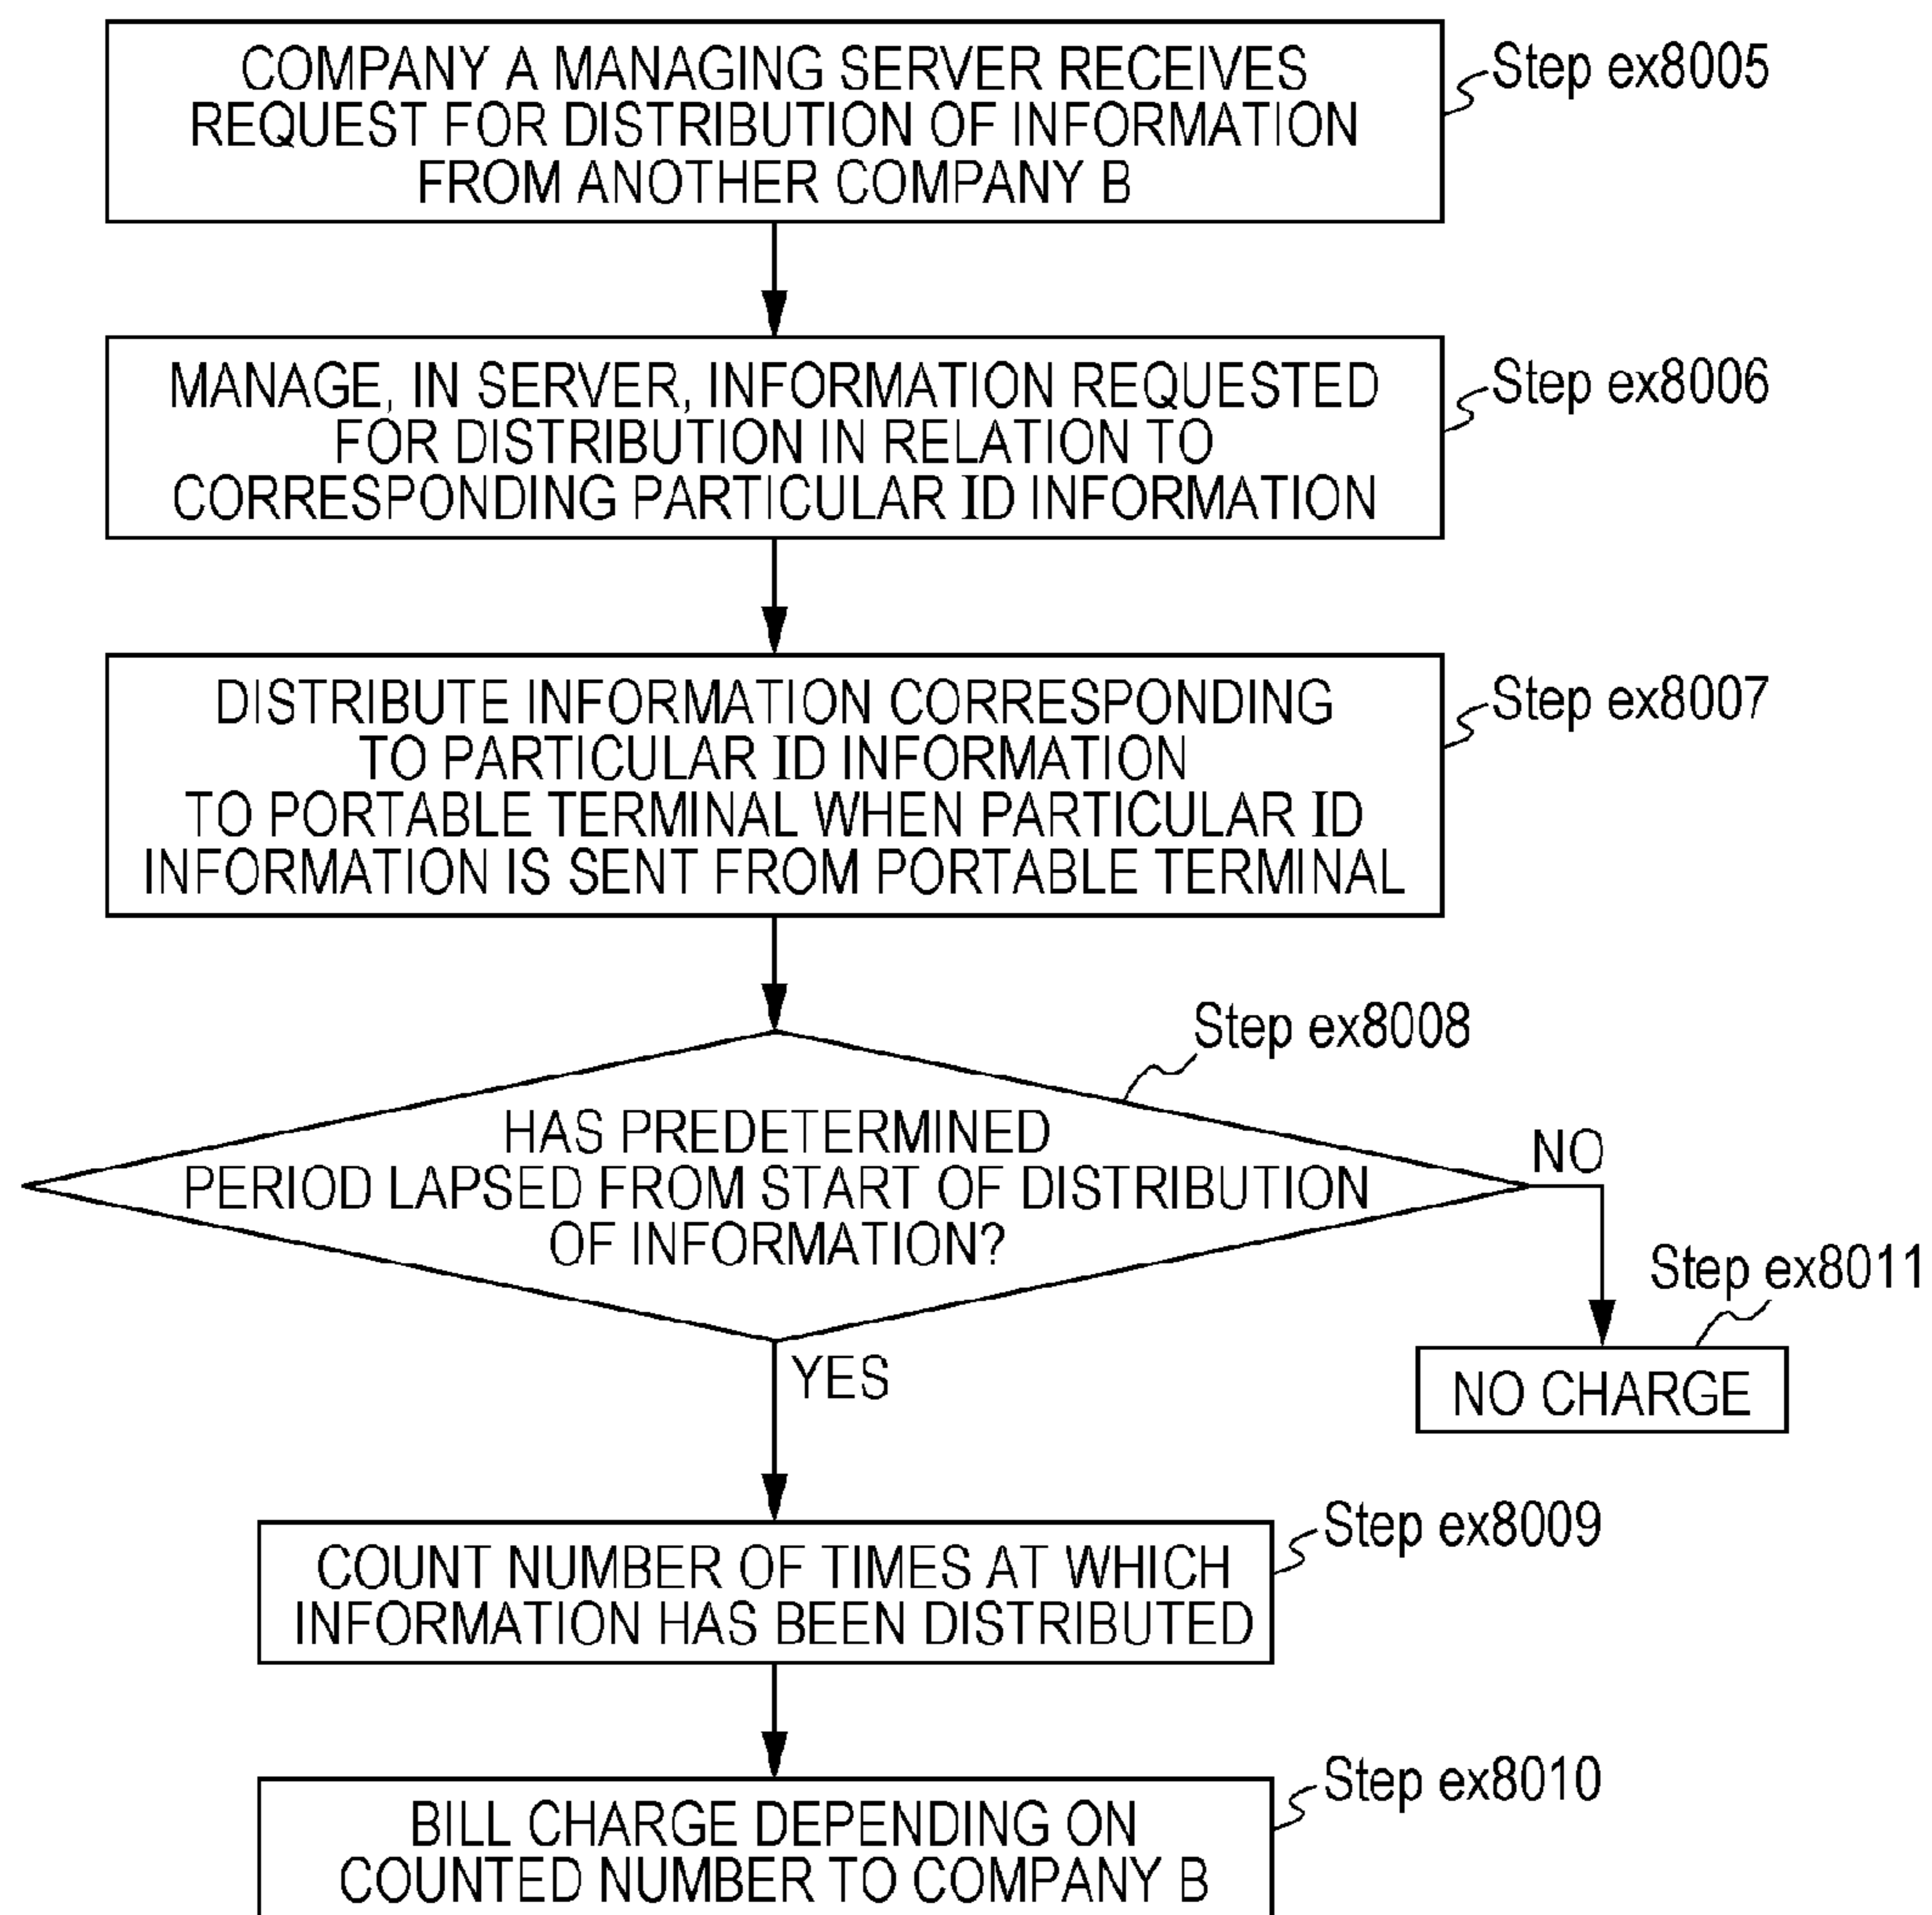 COMPANY A MANAGING SERVER RECEIVES
REQUEST FOR DISTRIBUTION OF INFORMATION
FROM ANOTHER COMPANY B
Step ex8005
MANAGE, IN SERVER, INFORMATION REQUESTED
FOR DISTRIBUTION IN RELATION TO
CORRESPONDING PARTICULAR ID INFORMATION
Step ex8006
DISTRIBUTE INFORMATION CORRESPONDING
TO PARTICULAR ID INFORMATION
TO PORTABLE TERMINAL WHEN PARTICULAR ID
INFORMATION IS SENT FROM PORTABLE TERMINAL
Step ex8007
Step ex8008
HAS PREDETERMINED
PERIOD LAPSED FROM START OF DISTRIBUTION
OF INFORMATION?
NO
Step ex8011
NO CHARGE
YES
COUNT NUMBER OF TIMES AT WHICH
INFORMATION HAS BEEN DISTRIBUTED
Step ex8009
BILL CHARGE DEPENDING ON
COUNTED NUMBER TO COMPANY B
Step ex8010